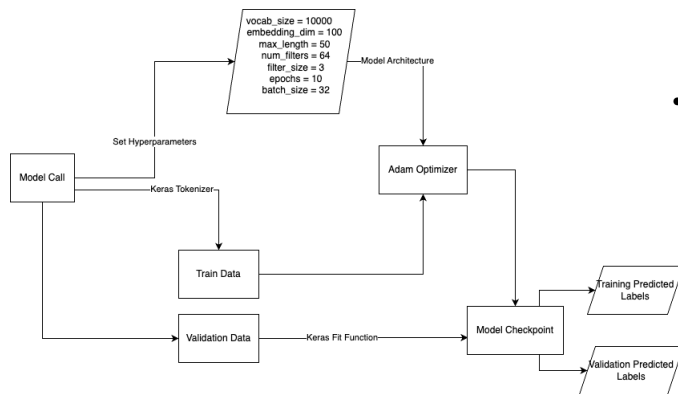 vocab_size = 10000
embedding_dim = 100
max_length = 50
num_filters = 64
filter_size = 3
epochs = 10
batch_size = 32
Model Architecture
Set Hyperparameters
Model Call
Adam Optimizer
Keras Tokenizer
Train Data
Training Predicted
Labels
Validation Data
Keras Fit Function
Model Checkpoint
Validation Predicted
Labels